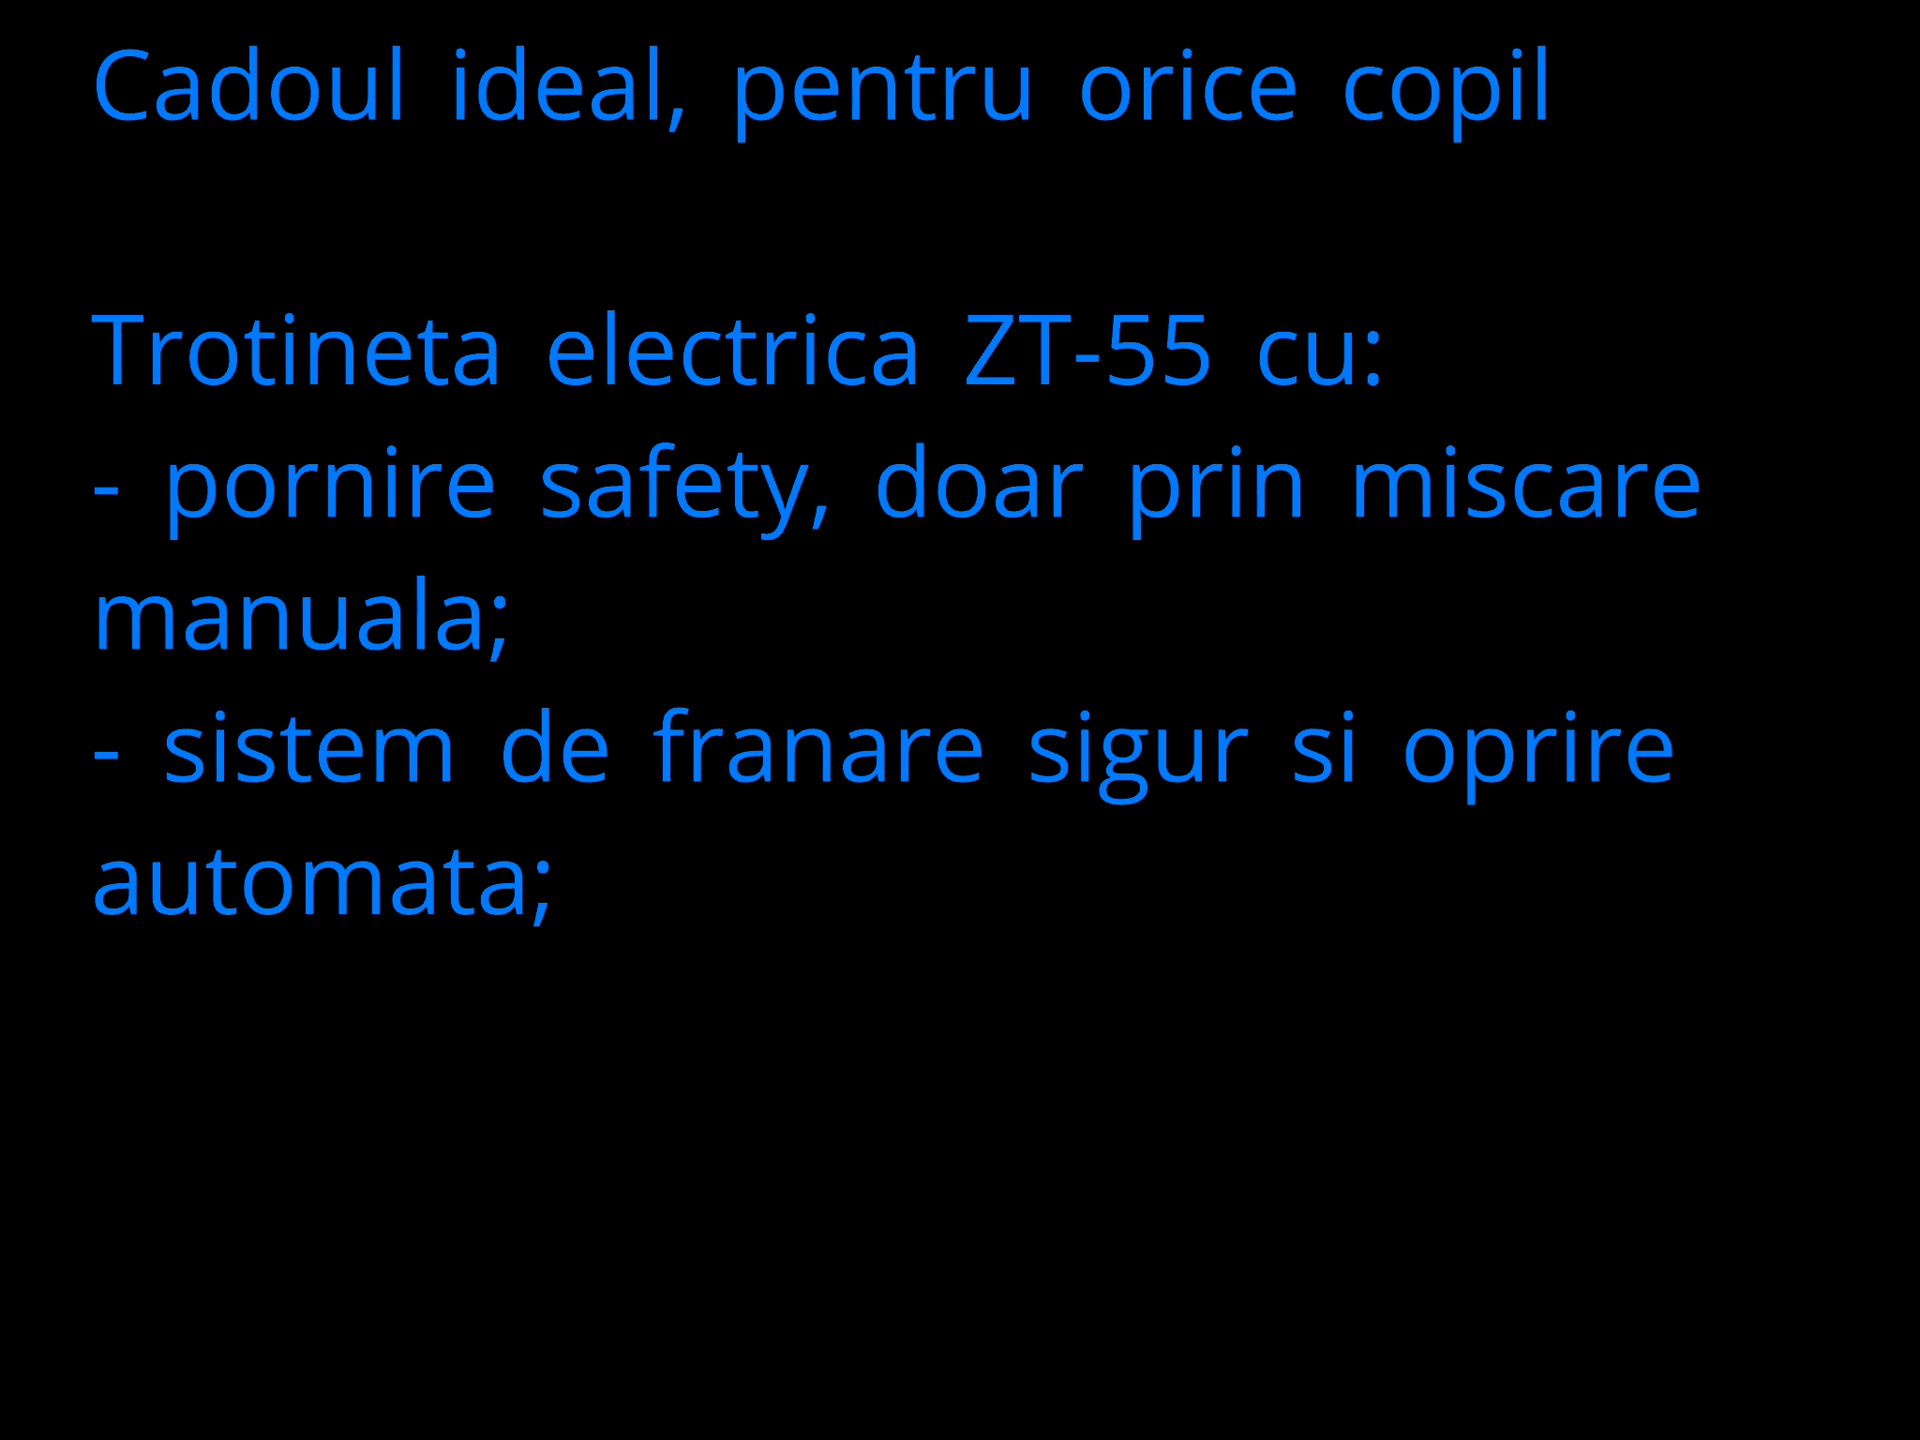 Cadoul ideal, pentru orice copil
Trotineta electrica ZT-55 cu:
- pornire safety, doar prin miscare
manuala;
- sistem de franare sigur si oprire
automata;